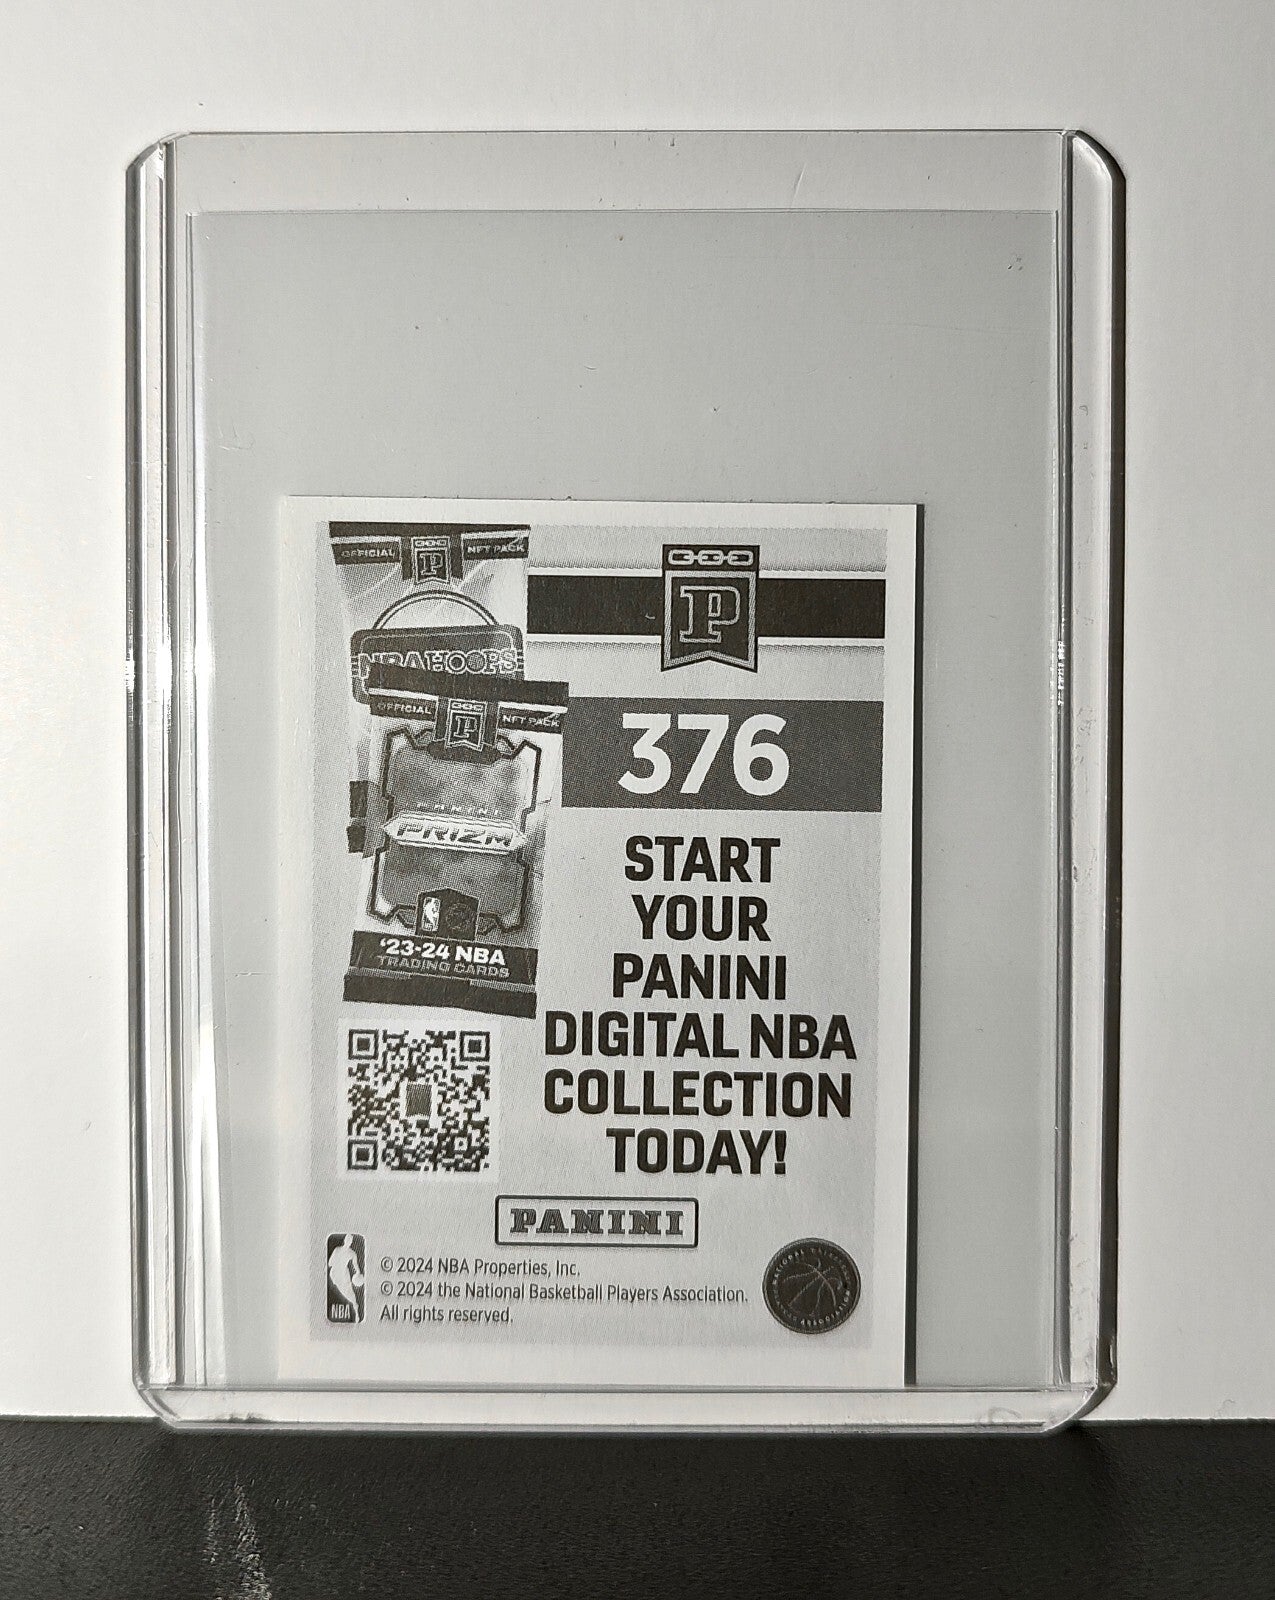 OFFICIAL P NFT PACK
NBA HOOPS
OFFICIAL P NFT PACK
PANINI
PRIZM
'23-24 NBA
TRADING CARDS
P
376
START
YOUR
PANINI
DIGITAL NBA
COLLECTION
TODAY!
PANINI
NBA
© 2024 NBA Properties, Inc.
© 2024 the National Basketball Players Association.
All rights reserved.